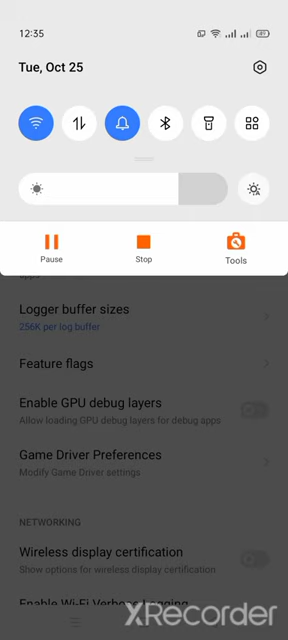 12:35
49
Tue, Oct 25
Pause
Stop
Tools
apps
Logger buffer sizes
256K per log buffer
Feature flags
Enable GPU debug layers
Allow loading GPU debug layers for debug apps
Game Driver Preferences
Modify Game Driver settings
NETWORKING
Wireless display certification
Show options for wireless display certification
Enable Wi-Fi Verbose Logging
XRecorder